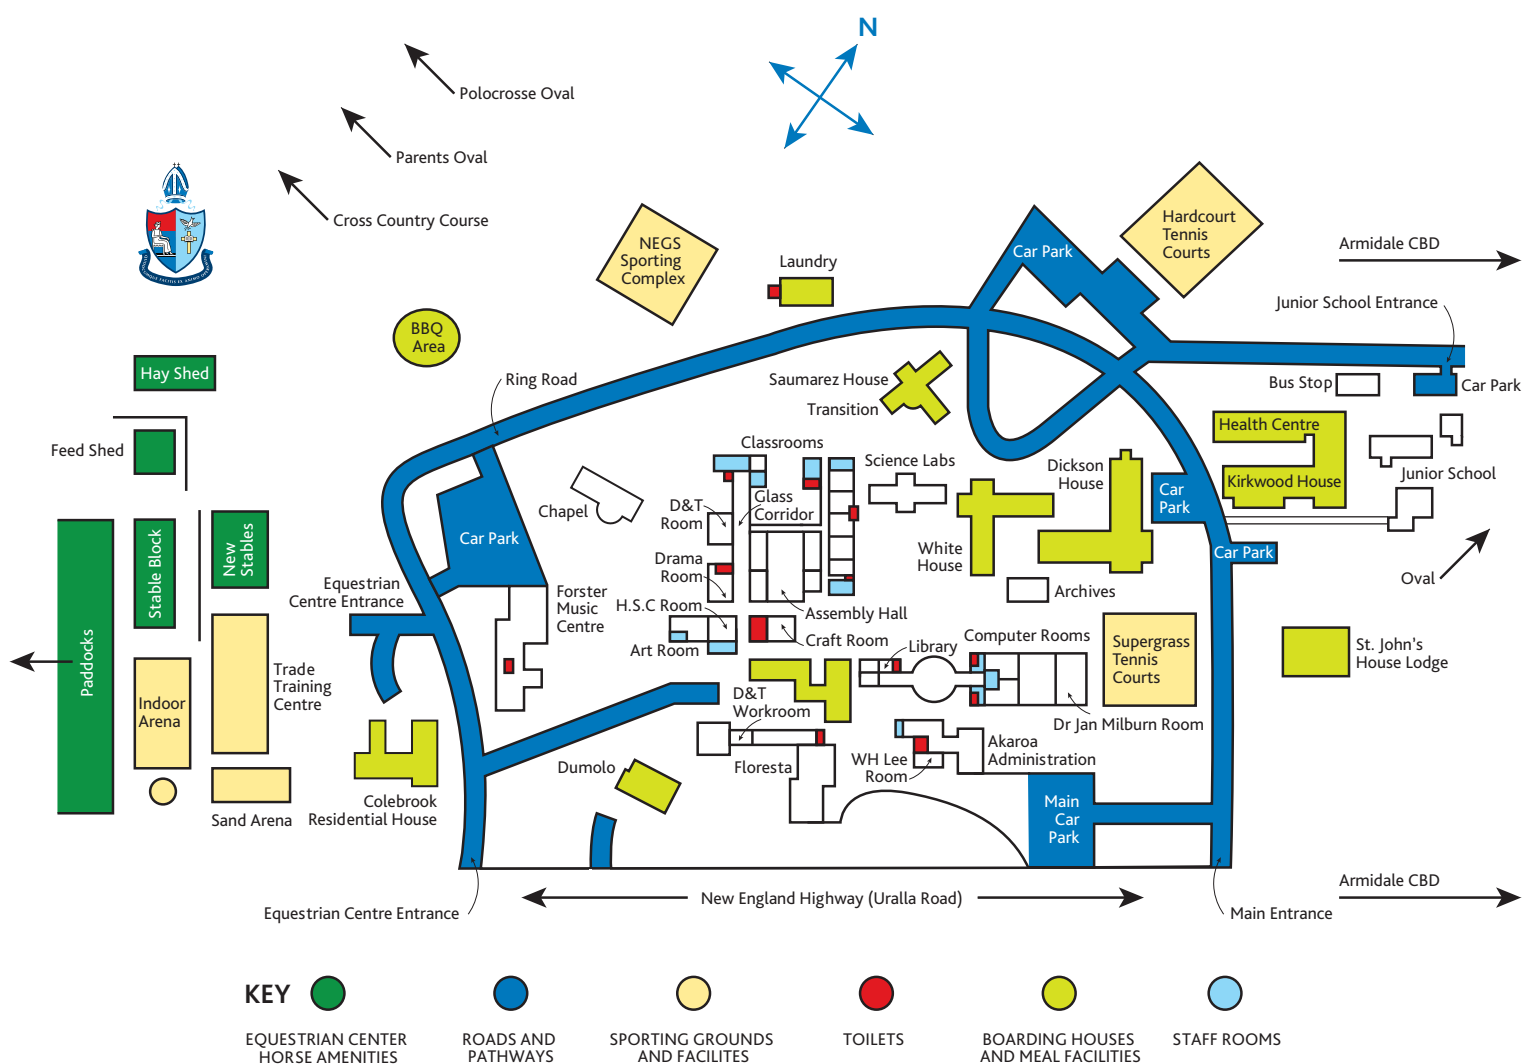 N
Polocrosse Oval
Parents Oval
Cross Country Course
NEGS
Sporting
Complex
Laundry
Car Park
Hardcourt
Tennis
Courts
Armidale CBD
Junior School Entrance
BBQ
Area
Hay Shed
Ring Road
Saumarez House
Transition
Bus Stop
Car Park
Health Centre
Feed Shed
Classrooms
Science Labs
Dickson
House
Kirkwood House
Junior School
Chapel
D&T
Room
Glass
Corridor
Car
Park
Car Park
Stable Block
New
Stables
Drama
Room
White
House
Car Park
Oval
Equestrian
Centre Entrance
Forster
Music
Centre
H.S.C Room
Assembly Hall
Archives
Paddocks
Art Room
Craft Room
Library
Computer Rooms
Supergrass
Tennis
Courts
St. John's
House Lodge
Trade
Training
Centre
Indoor
Arena
D&T
Workroom
Dr Jan Milburn Room
Floresta
WH Lee
Room
Akaroa
Administration
Dumolo
Colebrook
Residential House
Sand Arena
Main
Car
Park
New England Highway (Uralla Road)
Armidale CBD
Equestrian Centre Entrance
Main Entrance
KEY
EQUESTRIAN CENTER
HORSE AMENITIES
ROADS AND
PATHWAYS
SPORTING GROUNDS
AND FACILITES
TOILETS
BOARDING HOUSES
AND MEAL FACILITIES
STAFF ROOMS